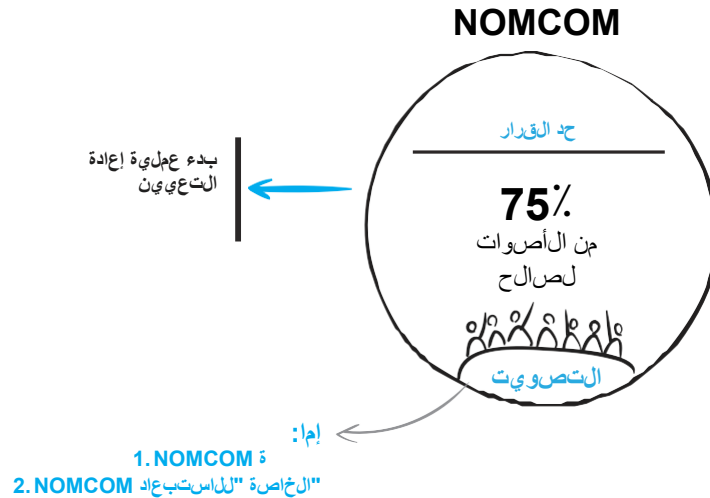 NOMCOM
حد القرار
75٪
من الأصوات
لصالح
التصويت
بدء عملية إعادة
التعيين
إما:
1. NOMCOM ة
2. NOMCOM الخاصة "للاستبعاد"